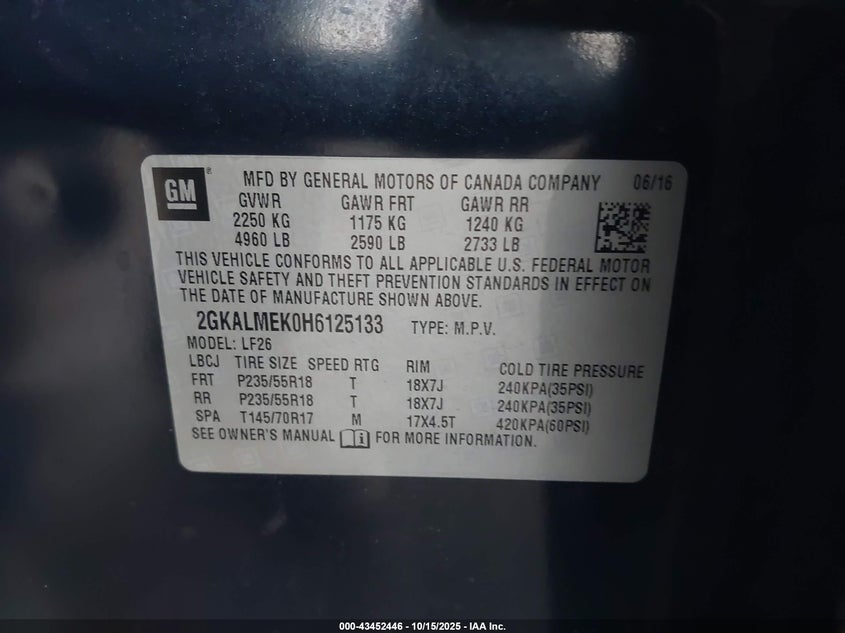 GM ® MFD BY GENERAL MOTORS OF CANADA COMPANY 06/16
GVWR GAWR FRT GAWR RR
2250 KG 1175 KG 1240 KG
4960 LB 2590 LB 2733 LB
THIS VEHICLE CONFORMS TO ALL APPLICABLE U.S. FEDERAL MOTOR
VEHICLE SAFETY AND THEFT PREVENTION STANDARDS IN EFFECT ON
THE DATE OF MANUFACTURE SHOWN ABOVE.
2GKALMEK0H6125133 TYPE: M.P.V.
MODEL: LF26
LBCJ TIRE SIZE SPEED RTG RIM COLD TIRE PRESSURE
FRT P235/55R18 T 18X7J 240KPA(35PSI)
RR P235/55R18 T 18X7J 240KPA(35PSI)
SPA T145/70R17 M 17X4.5T 420KPA(60PSI)
SEE OWNER'S MANUAL FOR MORE INFORMATION.
000-43452446 - 10/15/2025 - IAA Inc.